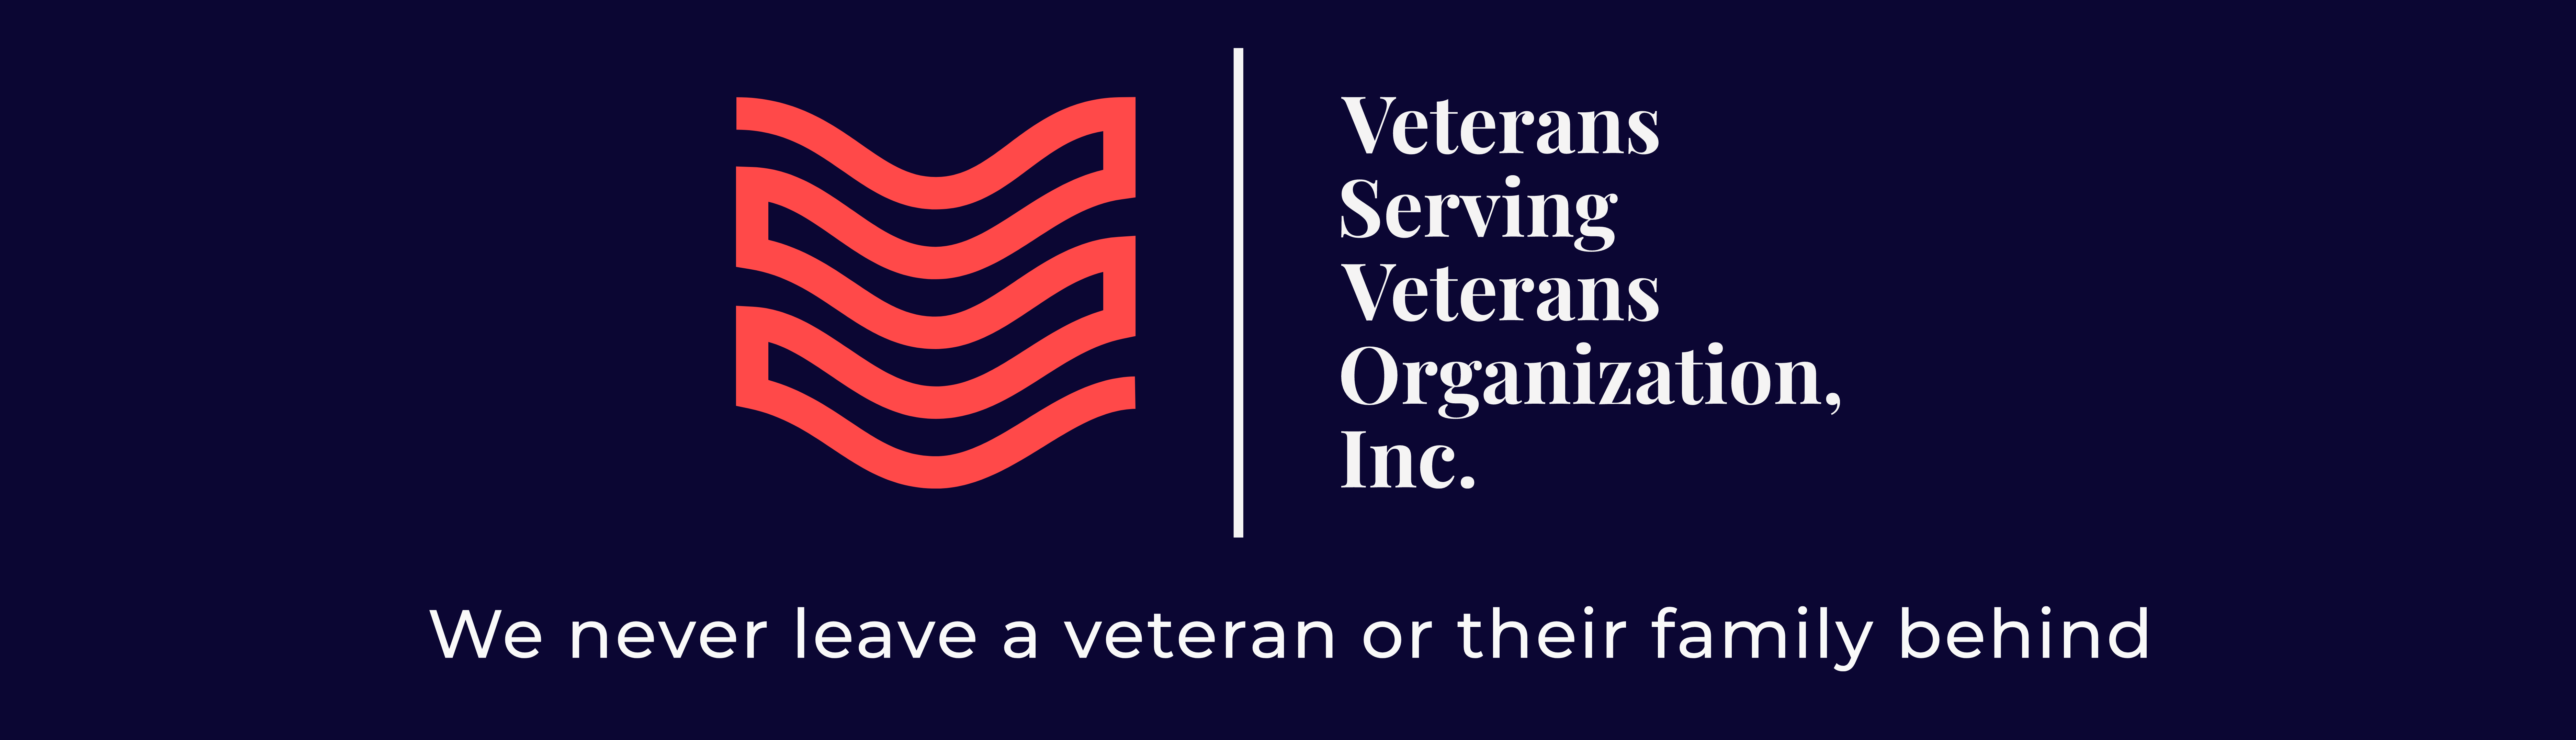 Veterans
Serving
Veterans
Organization,
Inc.
We never leave a veteran or their family behind